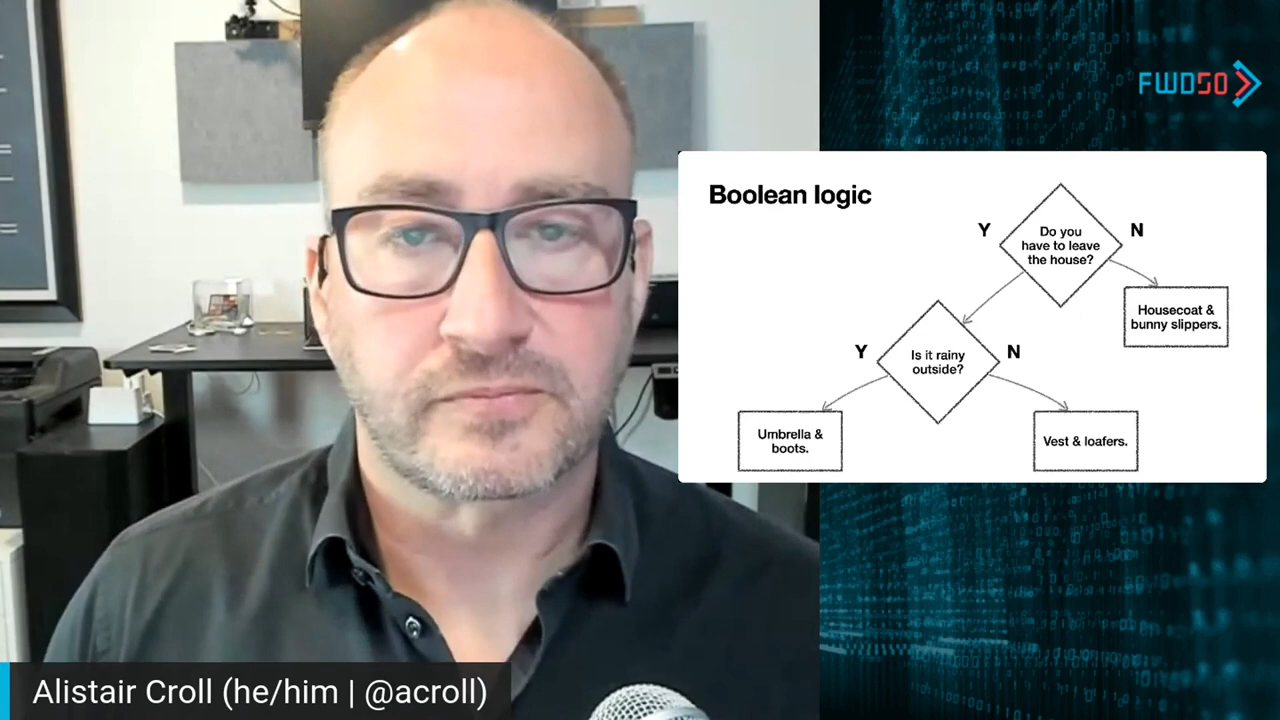 FWD50
Boolean logic
Do you
have to leave
the house?
Y
N
Housecoat &
bunny slippers.
Is it rainy
outside?
Y
N
Umbrella &
boots.
Vest & loafers.
Alistair Croll (he/him | @acroll)